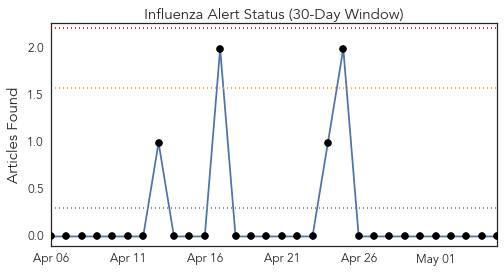 Influenza Alert Status (30-Day Window)
Articles Found
2.0
1.5
1.0
0.5
0.0
Apr 06 Apr 11 Apr 16 Apr 21 Apr 26 May 01